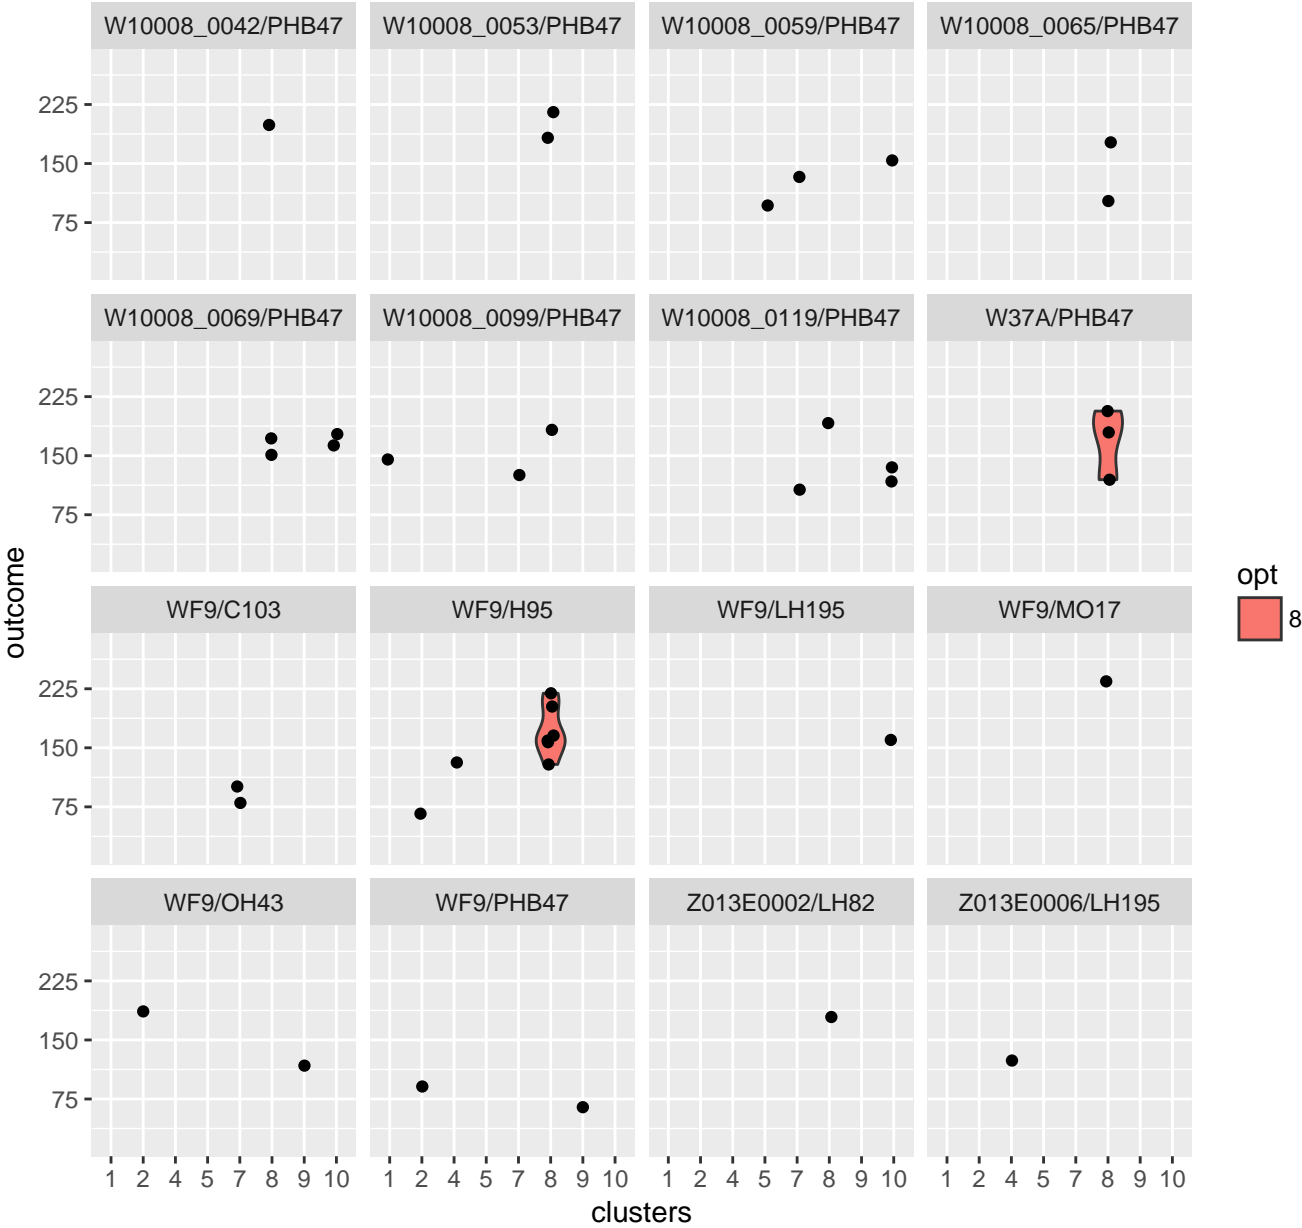 W10008_0042/PHB47 W10008_0053/PHB47 W10008_0059/PHB47 W10008_0065/PHB47
225
150
75
W10008_0069/PHB47 W10008_0099/PHB47 W10008_0119/PHB47 W37A/PHB47
225
150
75
outcome
opt
8
WF9/C103 WF9/H95 WF9/LH195 WF9/MO17
225
150
75
WF9/OH43 WF9/PHB47 Z013E0002/LH82 Z013E0006/LH195
225
150
75
1 2 4 5 7 8 10 1 2 4 5 7 8 10 1 2 4 5 7 8 10 1 2 4 5 7 8 10
clusters